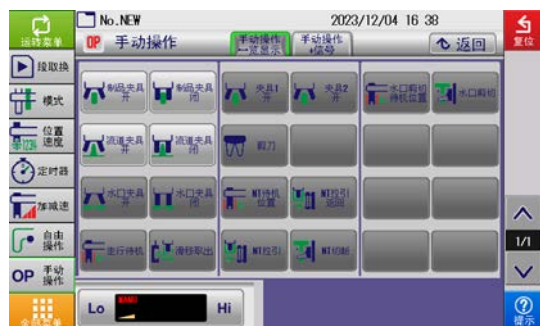 运转菜单
No.NEW
2023/12/04 16 38
复位
OP 手动操作
手动操作
一览显示
手动操作
+信号
返回
段取换
模式
位置
速度
定时器
加减速
自由
操作
OP 手动
操作
全部菜单
制品夹具
开
制品夹具
闭
夹具1
开
夹具2
开
水口剪切
待机位置
水口剪切
流道夹具
开
流道夹具
闭
剪刀
水口夹具
开
水口夹具
闭
NT待机
位置
NT拉引
返回
走行待机
滑移取出
NT拉引
NT切断
1/1
Lo
Hi
提示